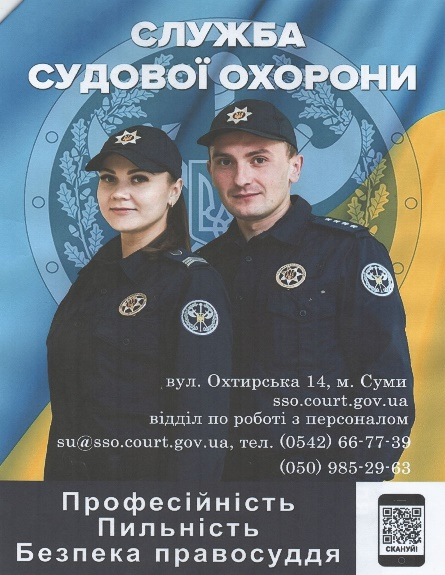 СЛУЖБА
СУДОВОЇ ОХОРОНИ
вул. Охтирська 14, м. Суми
sso.court.gov.ua
відділ по роботі з персоналом
su@sso.court.gov.ua, тел. (0542) 66-77-39
(050) 985-29-63
Професійність
Пильність
Безпека правосуддя
СКАНУЙ!